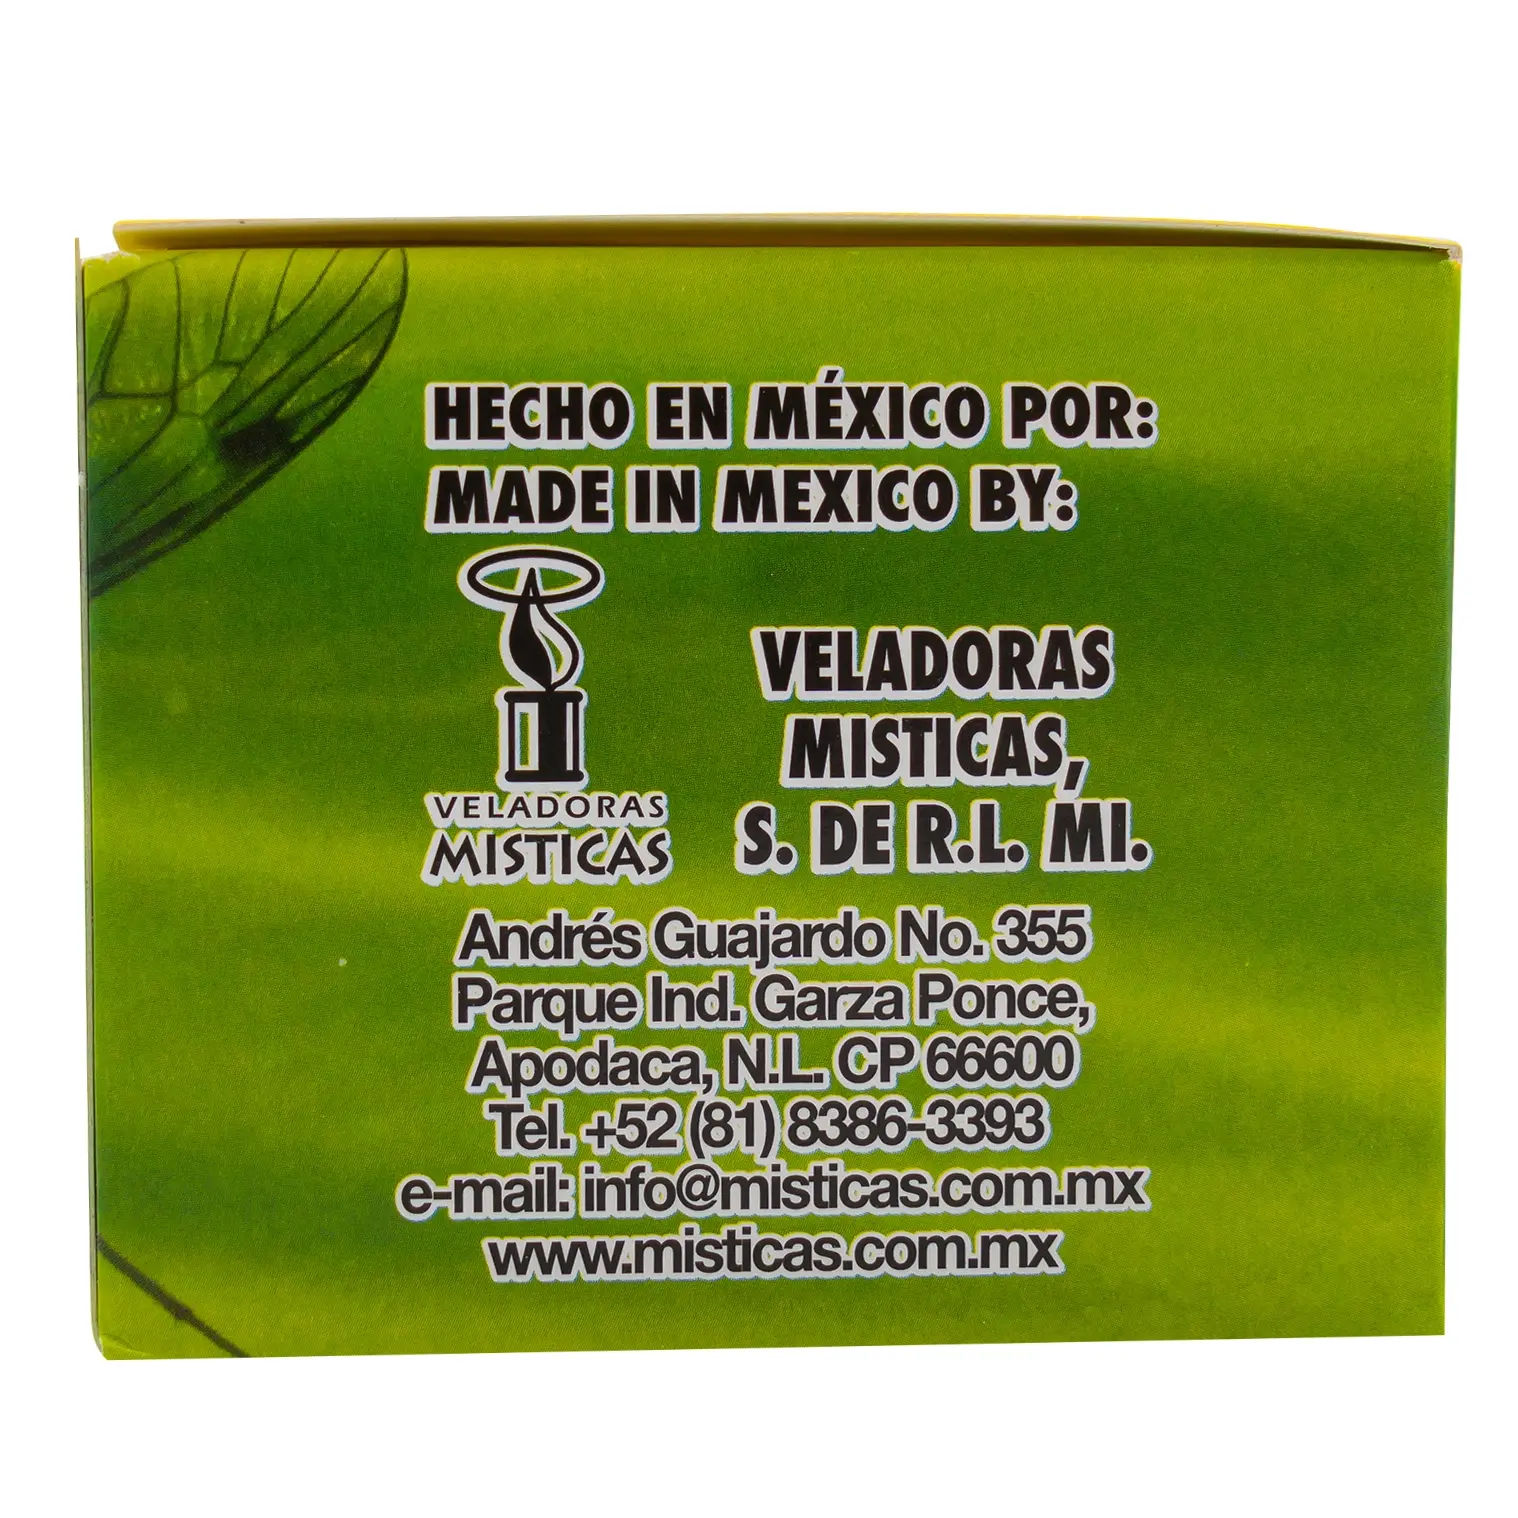 HECHO EN MÉXICO POR:
MADE IN MEXICO BY:
VELADORAS
MISTICAS
VELADORAS
MISTICAS,
S. DE R.L. MI.
Andrés Guajardo No. 355
Parque Ind. Garza Ponce,
Apodaca, N.L. CP 66600
Tel. +52 (81) 8386-3393
e-mail: info@misticas.com.mx
www.misticas.com.mx